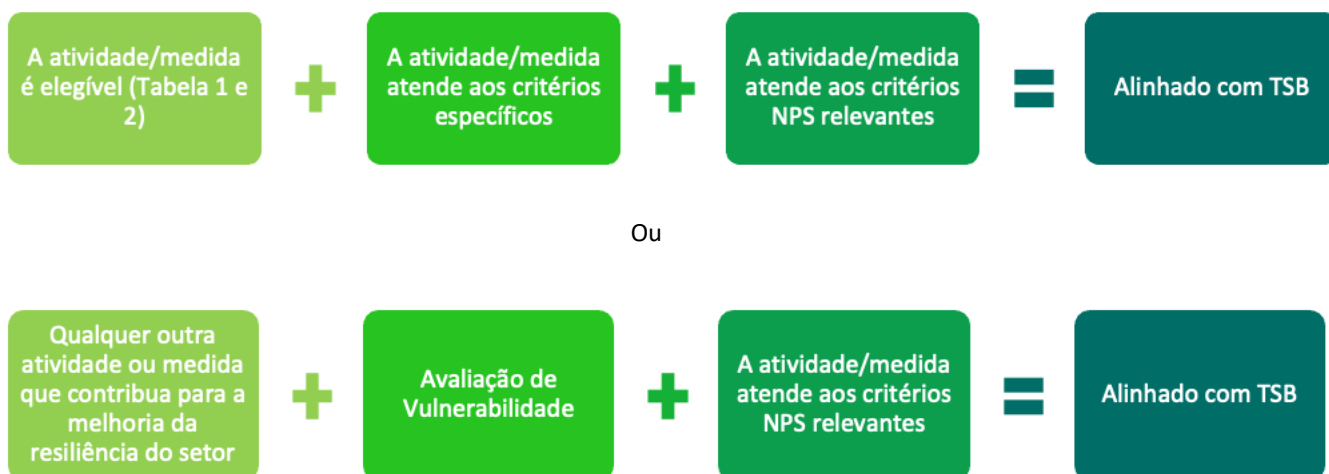 A atividade/medida
é elegível (Tabela 1 e
2)
+
A atividade/medida
atende aos critérios
específicos
+
A atividade/medida
atende aos critérios
NPS relevantes
=
Alinhado com TSB
Ou
Qualquer outra
atividade ou medida
que contribua para a
melhoria da
resiliência do setor
+
Avaliação de
Vulnerabilidade
+
A atividade/medida
atende aos critérios
NPS relevantes
=
Alinhado com TSB